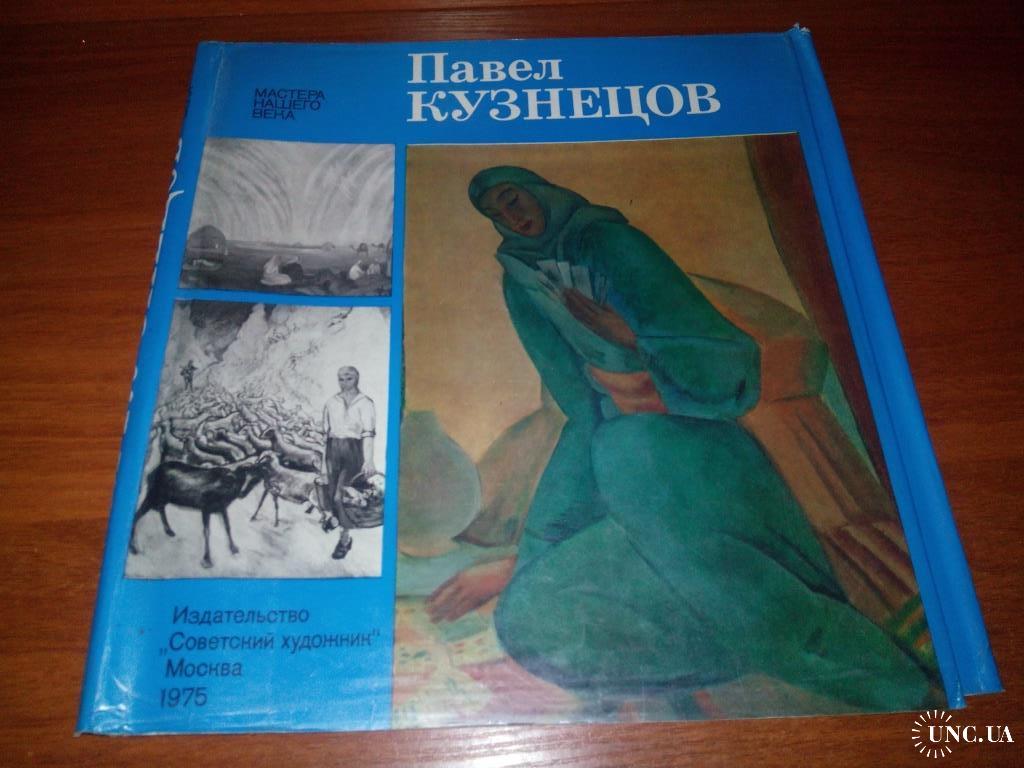 Павел
КУЗНЕЦОВ
МАСТЕРА
НАШЕГО
ВЕКА
Издательство
„Советский художник"
Москва
1975
UNC.UA